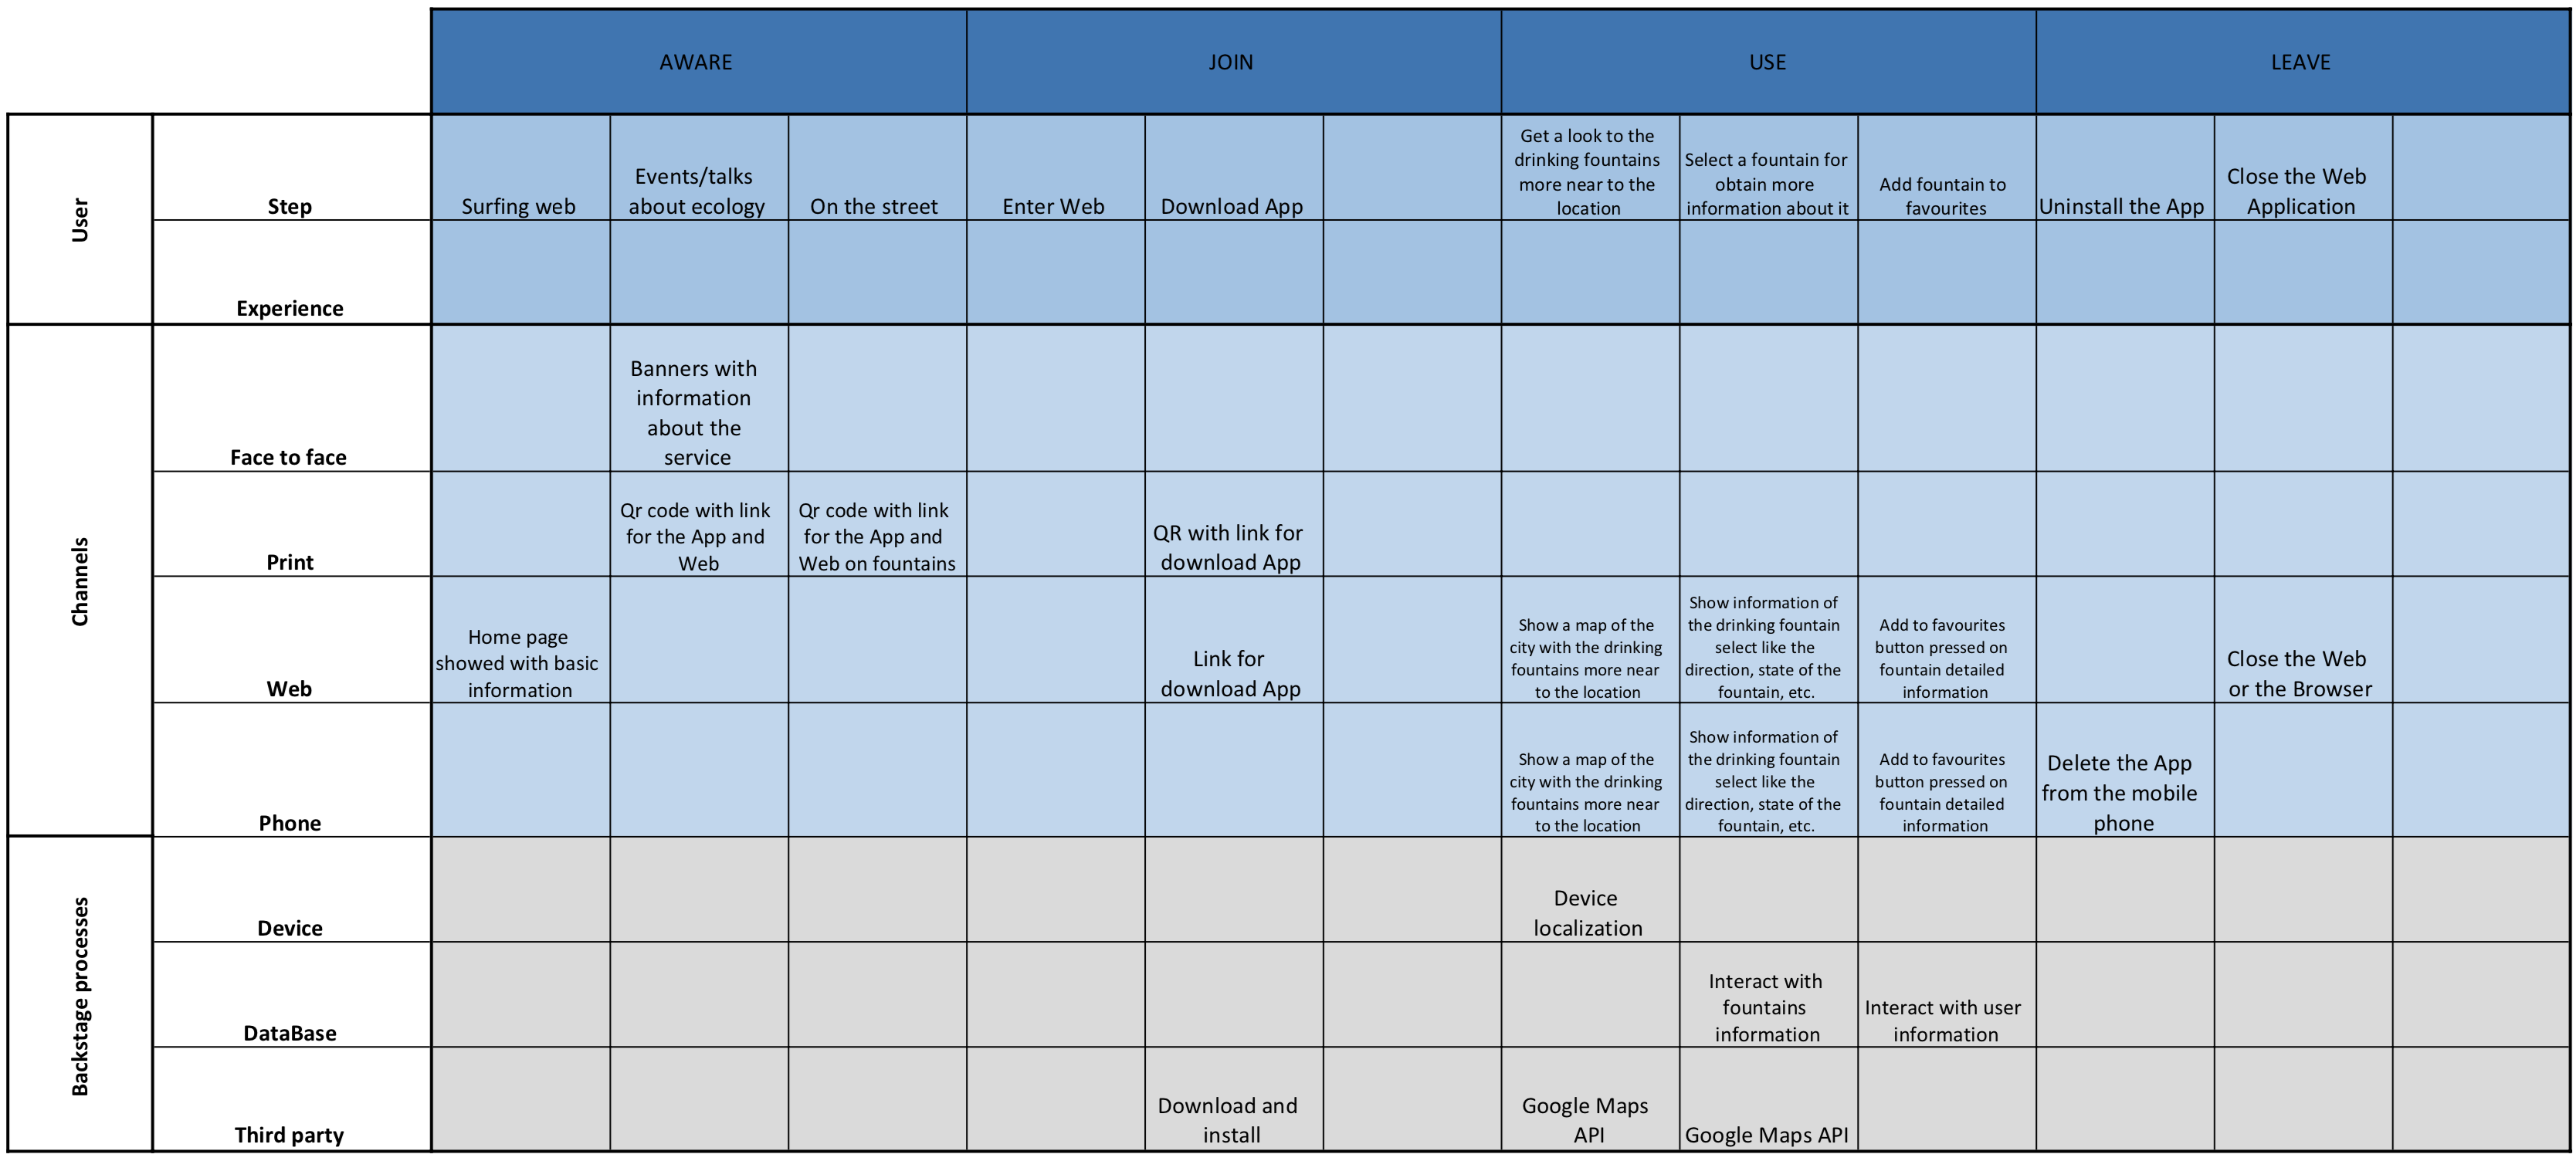 AWARE
JOIN
USE
LEAVE
User
Step
Surfing web
Events/talks
about ecology
On the street
Enter Web
Download App
Get a look to the
drinking fountains
more near to the
location
Select a fountain for
obtain more
information about it
Add fountain to
favourites
Uninstall the App
Close the Web
Application
Experience
Channels
Face to face
Banners with
information
about the
service
Print
Qr code with link
for the App and
Web
Qr code with link
for the App and
Web on fountains
QR with link for
download App
Web
Home page
showed with basic
information
Link for
download App
Show a map of the
city with the drinking
fountains more near
to the location
Show information of
the drinking fountain
select like the
direction, state of the
fountain, etc.
Add to favourites
button pressed on
fountain detailed
information
Close the Web
or the Browser
Phone
Show a map of the
city with the drinking
fountains more near
to the location
Show information of
the drinking fountain
select like the
direction, state of the
fountain, etc.
Add to favourites
button pressed on
fountain detailed
information
Delete the App
from the mobile
phone
Backstage processes
Device
Device
localization
DataBase
Interact with
fountains
information
Interact with user
information
Third party
Download and
install
Google Maps
API
Google Maps API